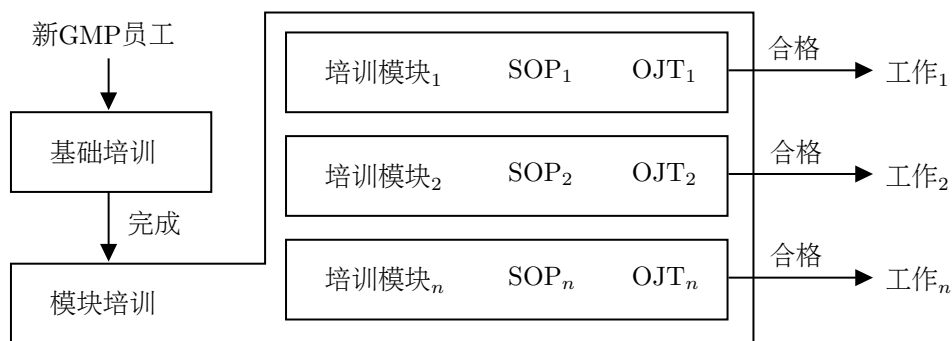 新GMP员工
基础培训
完成
模块培训
培训模块₁ SOP₁ OJT₁
合格
工作₁
培训模块₂ SOP₂ OJT₂
合格
工作₂
培训模块ₙ SOPₙ OJTₙ
合格
工作ₙ